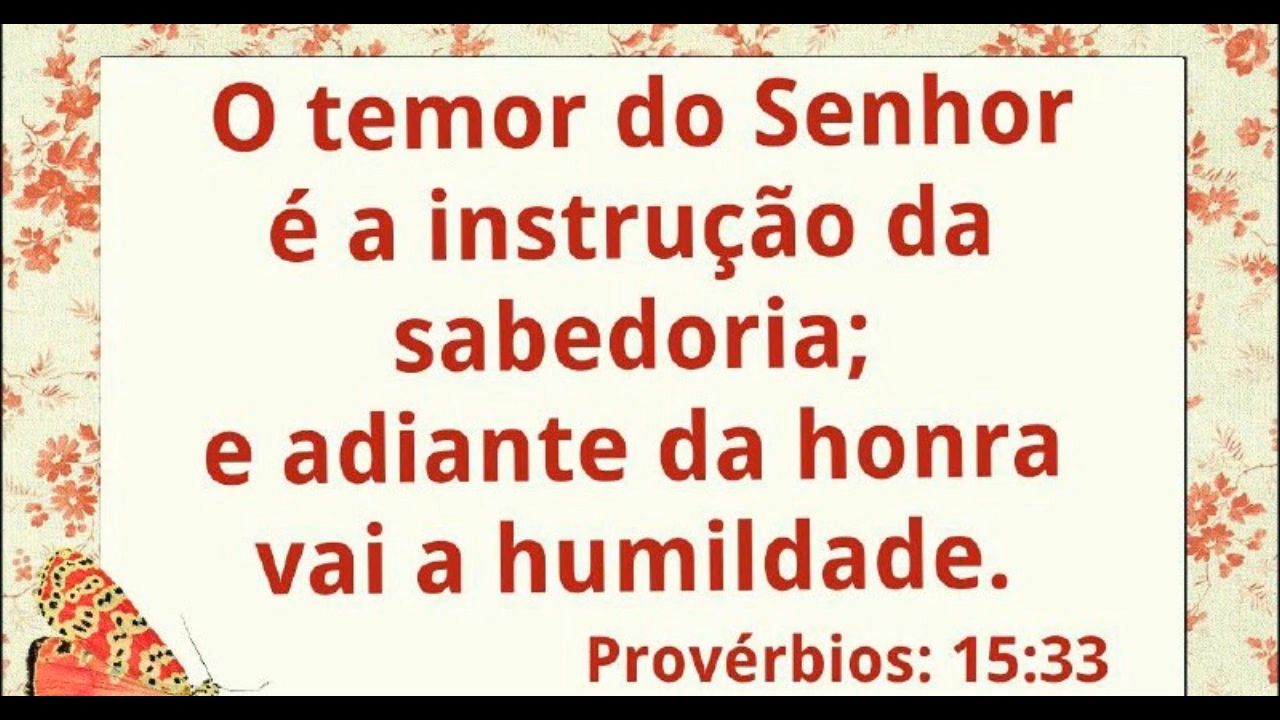 O temor do Senhor
é a instrução da
sabedoria;
e adiante da honra
vai a humildade.
Provérbios: 15:33